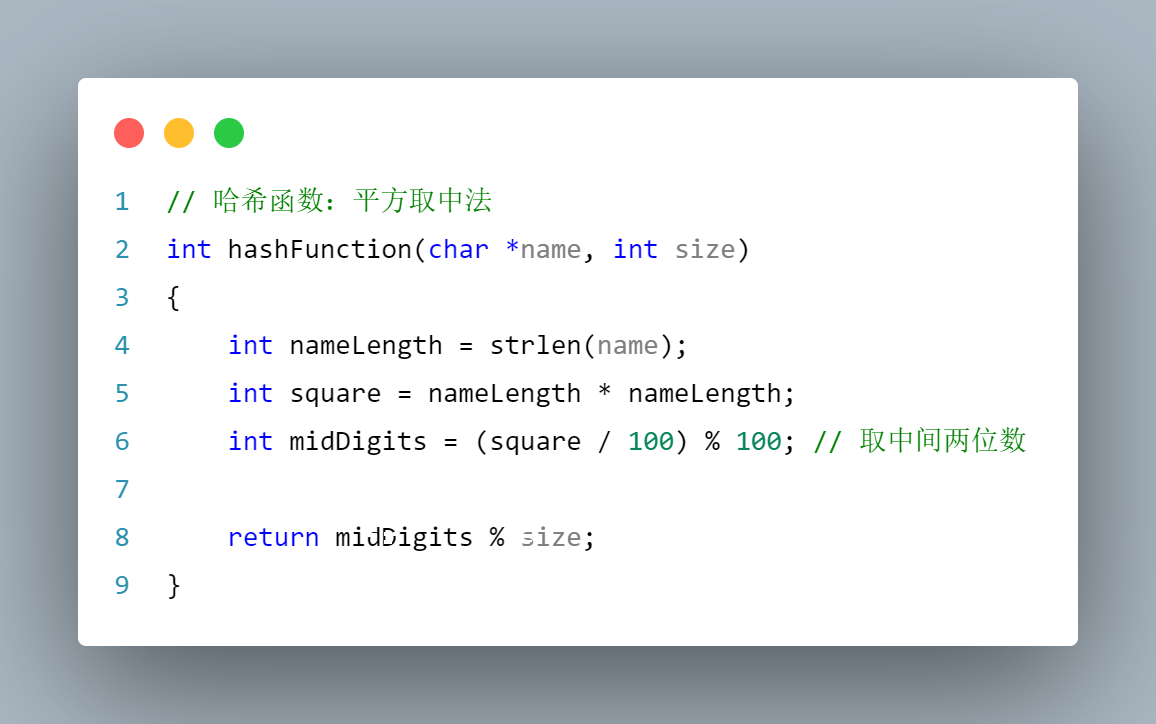 1 // 哈希函数：平方取中法
2 int hashFunction(char *name, int size)
3 {
4     int nameLength = strlen(name);
5     int square = nameLength * nameLength;
6     int midDigits = (square / 100) % 100; // 取中间两位数
7
8     return midDigits % size;
9 }